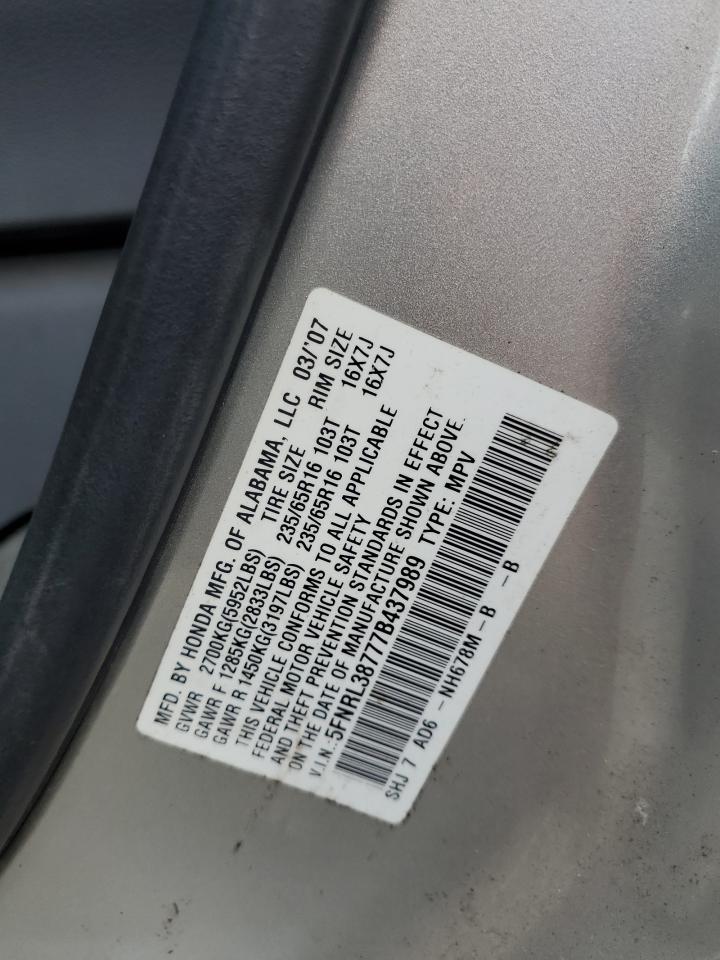 MFD. BY HONDA MFG. OF ALABAMA, LLC 03/'07
GVWR 2700KG(5952LBS) TIRE SIZE RIM SIZE
GAWR F 1285KG(2833LBS) 235/65R16 103T 16X7J
GAWR R 1450KG(3197LBS) 235/65R16 103T 16X7J
THIS VEHICLE CONFORMS TO ALL APPLICABLE
FEDERAL MOTOR VEHICLE SAFETY
AND THEFT PREVENTION STANDARDS IN EFFECT
ON THE DATE OF MANUFACTURE SHOWN ABOVE.
V.I.N.:5FNRL38777B437989 TYPE: MPV
SHJ 7 AD6 - NH678M - B - B